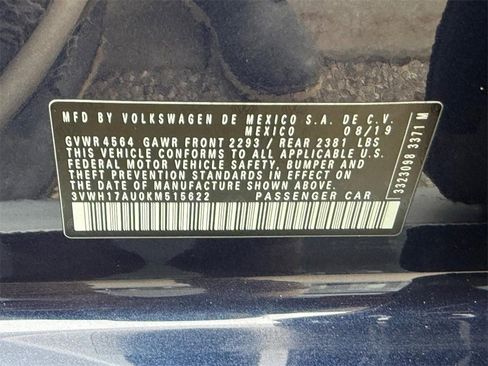 MFD BY VOLKSWAGEN DE MEXICO S.A. DE C.V.
MEXICO 08/19
GVWR 4564 GAWR FRONT 2293 / REAR 2381 LBS
THIS VEHICLE CONFORMS TO ALL APPLICABLE U.S.
FEDERAL MOTOR VEHICLE SAFETY, BUMPER AND
THEFT PREVENTION STANDARDS IN EFFECT ON THE
DATE OF MANUFACTURE SHOWN ABOVE.
3VWH17AU0KM515622 PASSENGER CAR
3323098 3371 M